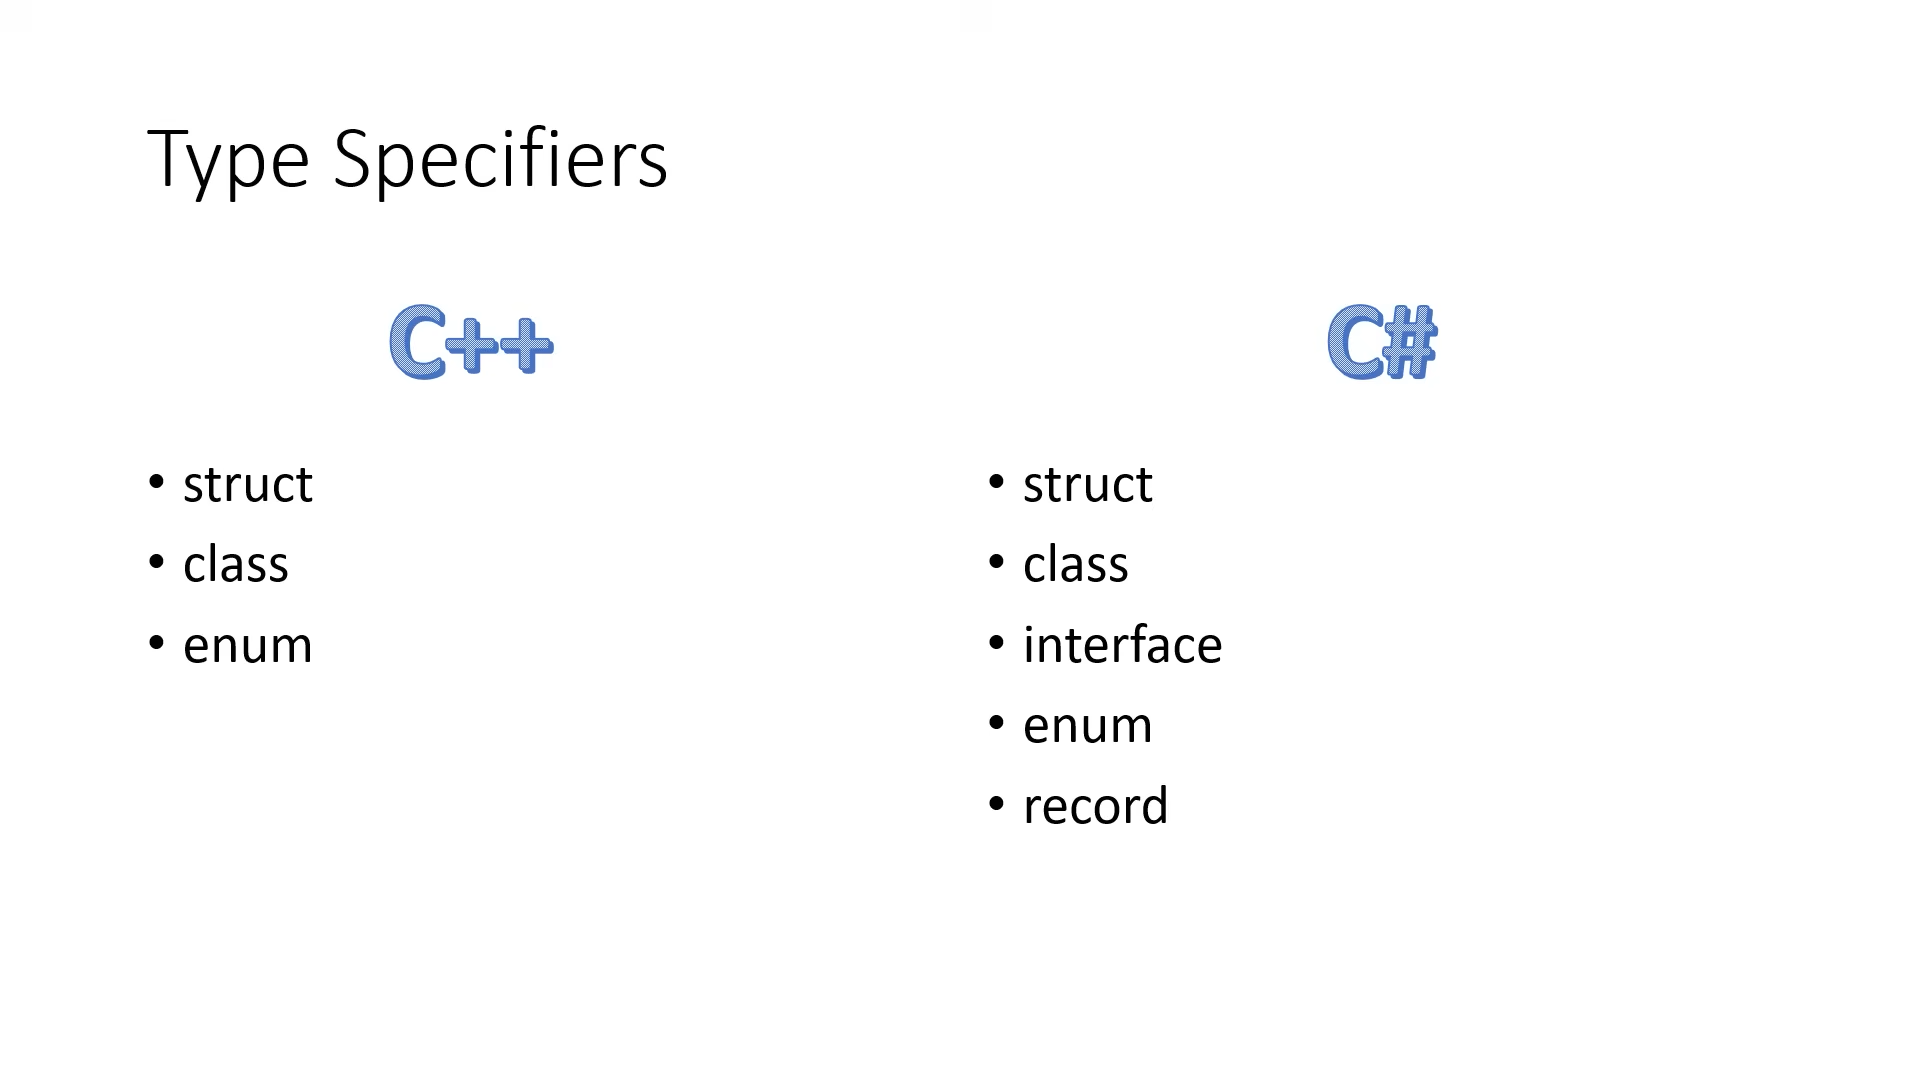 Type Specifiers
C++
• struct
• class
• enum
C#
• struct
• class
• interface
• enum
• record